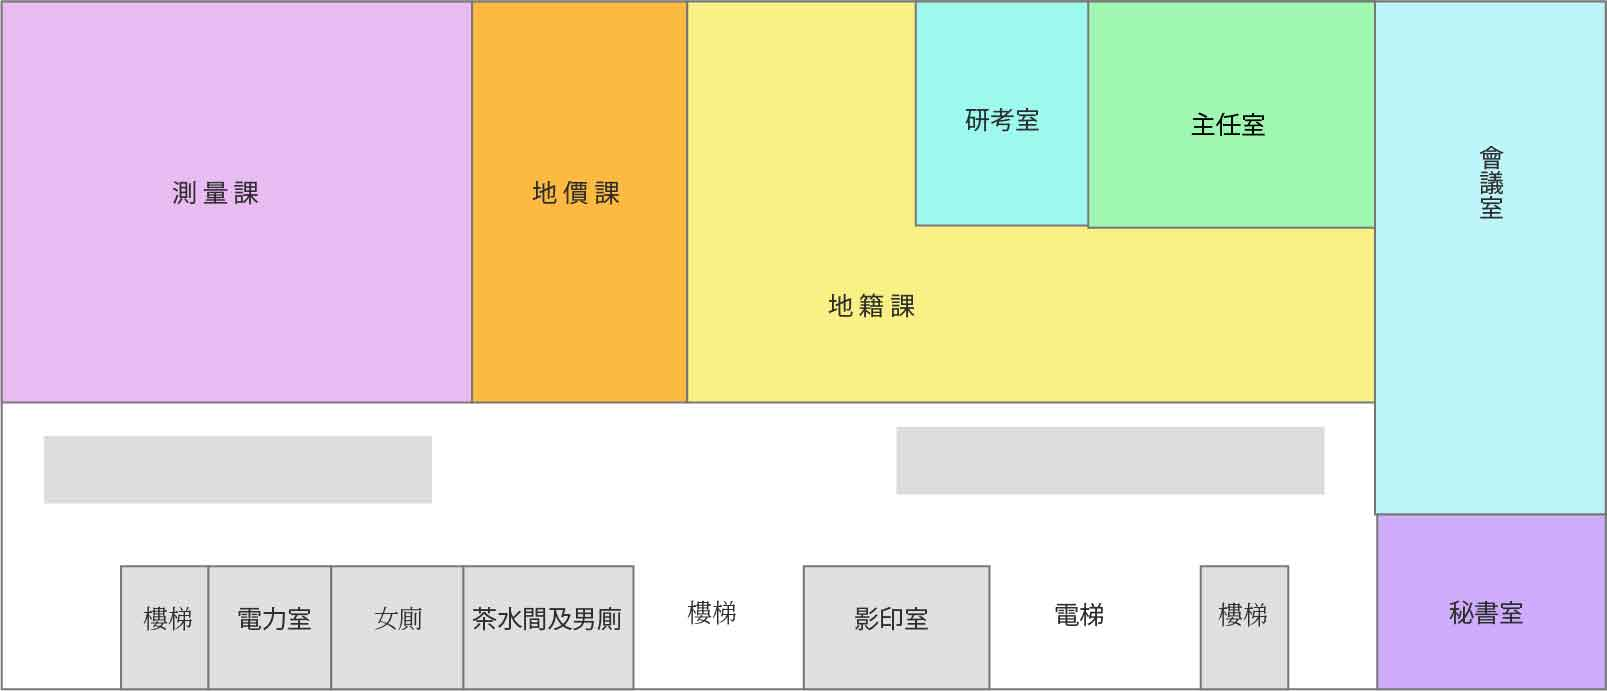 測量課
地價課
地籍課
研考室
主任室
會議室
樓梯
電力室
女廁
茶水間及男廁
樓梯
影印室
電梯
樓梯
秘書室